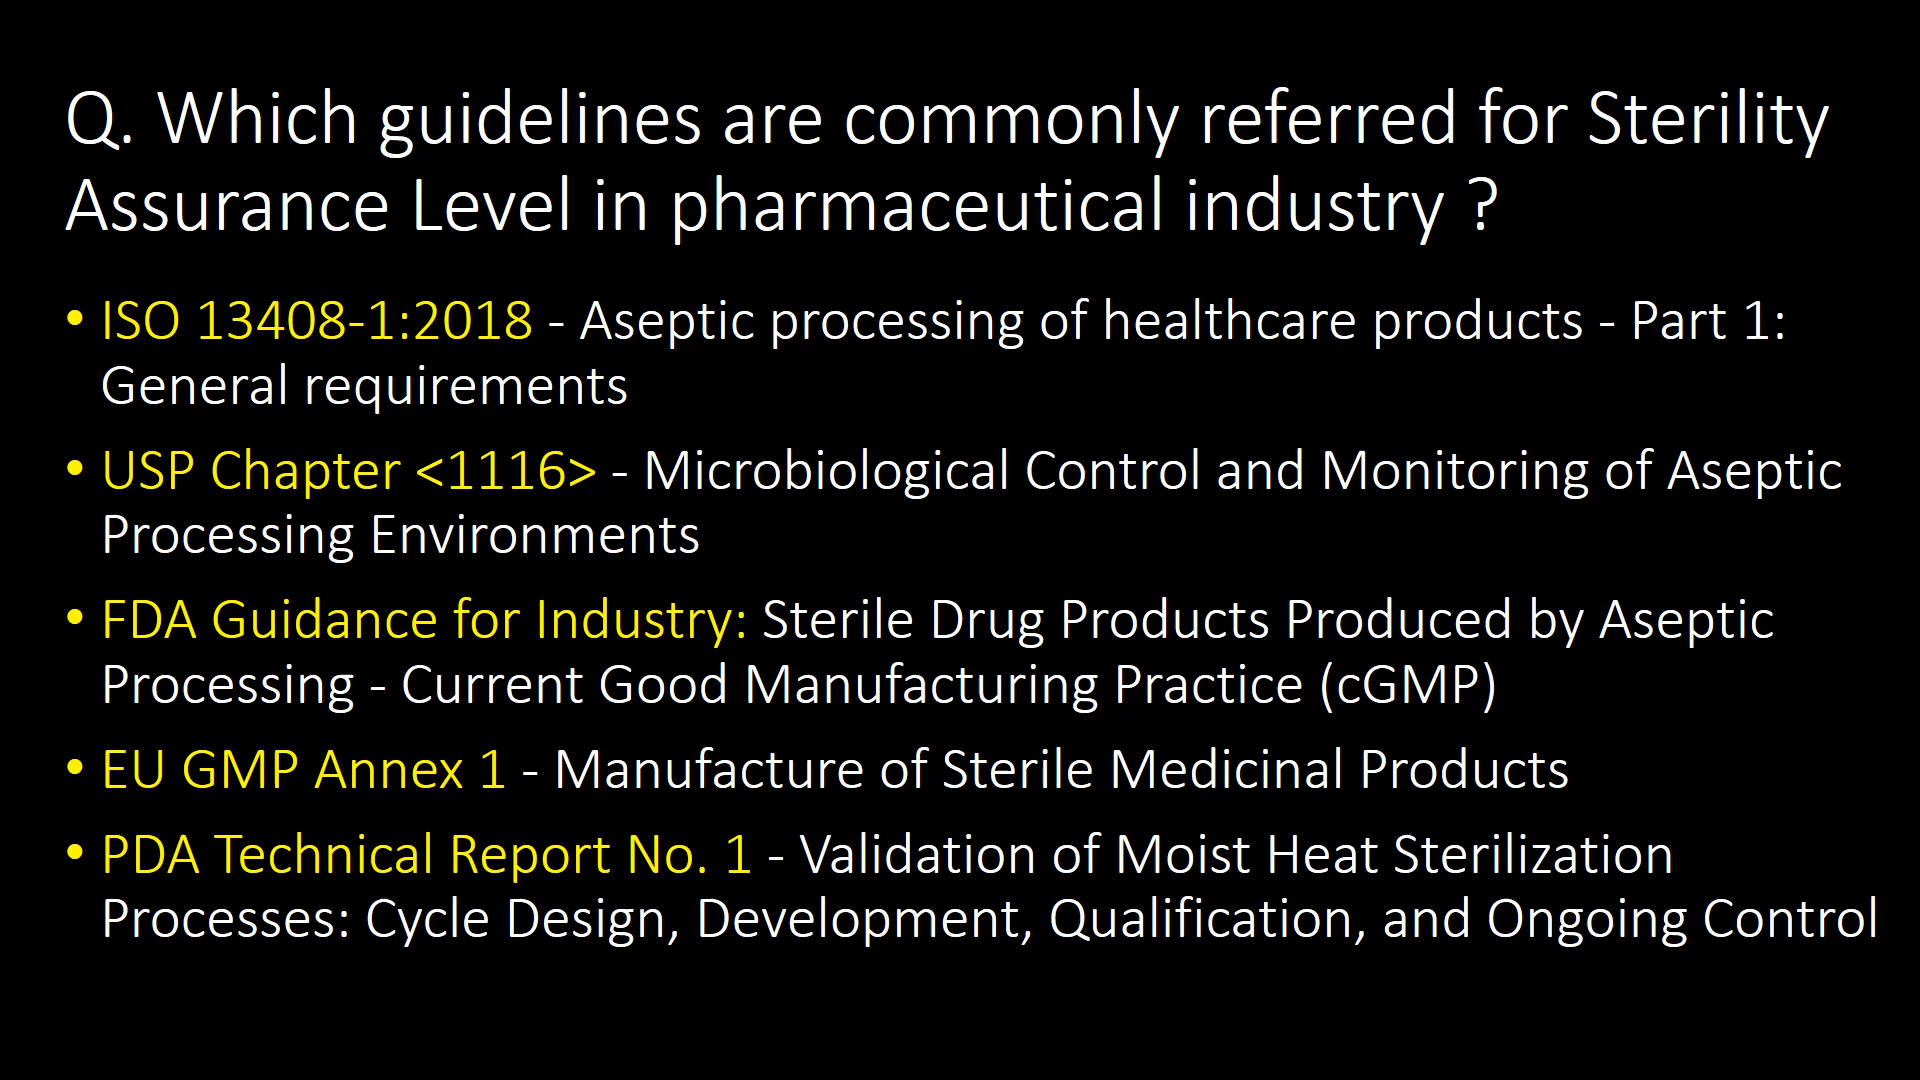 Q. Which guidelines are commonly referred for Sterility
Assurance Level in pharmaceutical industry ?
• ISO 13408-1:2018 - Aseptic processing of healthcare products - Part 1:
General requirements
• USP Chapter <1116> - Microbiological Control and Monitoring of Aseptic
Processing Environments
• FDA Guidance for Industry: Sterile Drug Products Produced by Aseptic
Processing - Current Good Manufacturing Practice (cGMP)
• EU GMP Annex 1 - Manufacture of Sterile Medicinal Products
• PDA Technical Report No. 1 - Validation of Moist Heat Sterilization
Processes: Cycle Design, Development, Qualification, and Ongoing Control